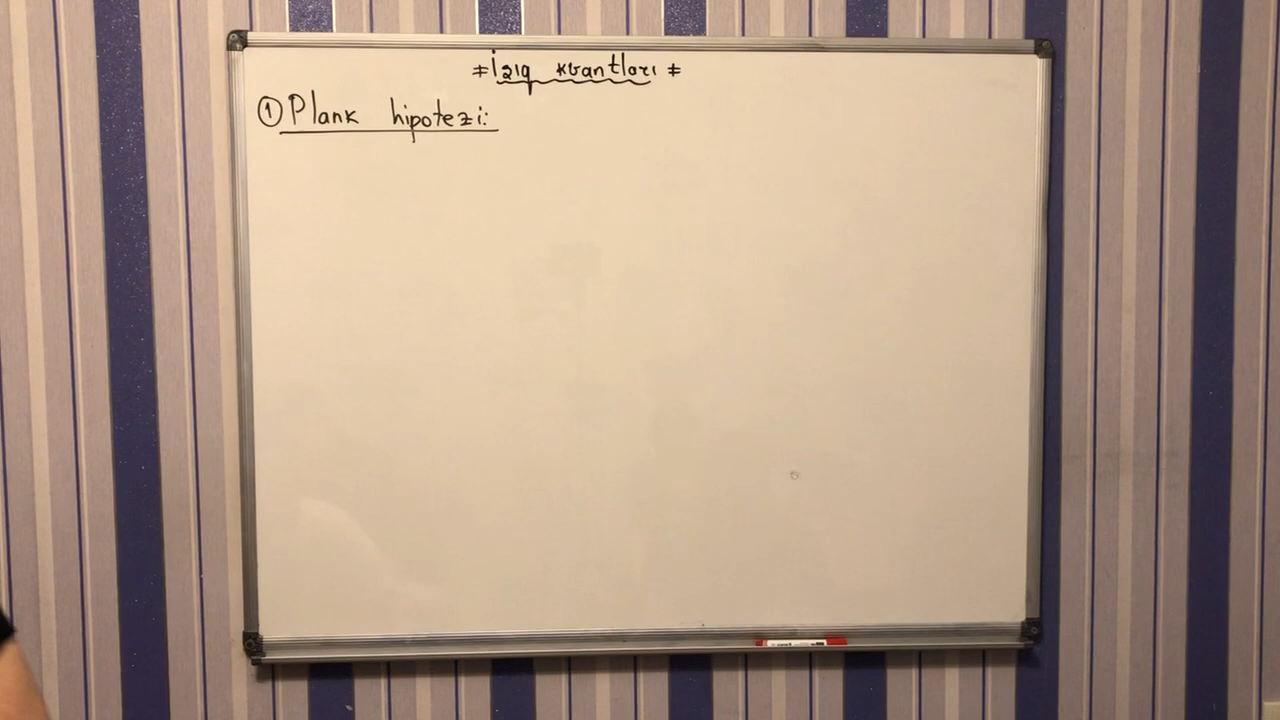 ≠ İşıq kvantları ≠
① Plank hipotezi: